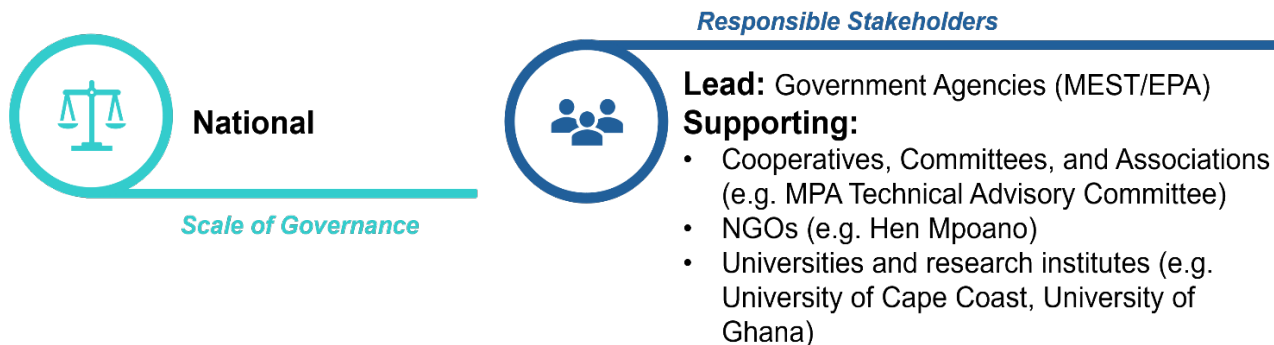 National
Scale of Governance
Responsible Stakeholders
Lead: Government Agencies (MEST/EPA)
Supporting:
• Cooperatives, Committees, and Associations
(e.g. MPA Technical Advisory Committee)
• NGOs (e.g. Hen Mpoano)
• Universities and research institutes (e.g.
University of Cape Coast, University of
Ghana)